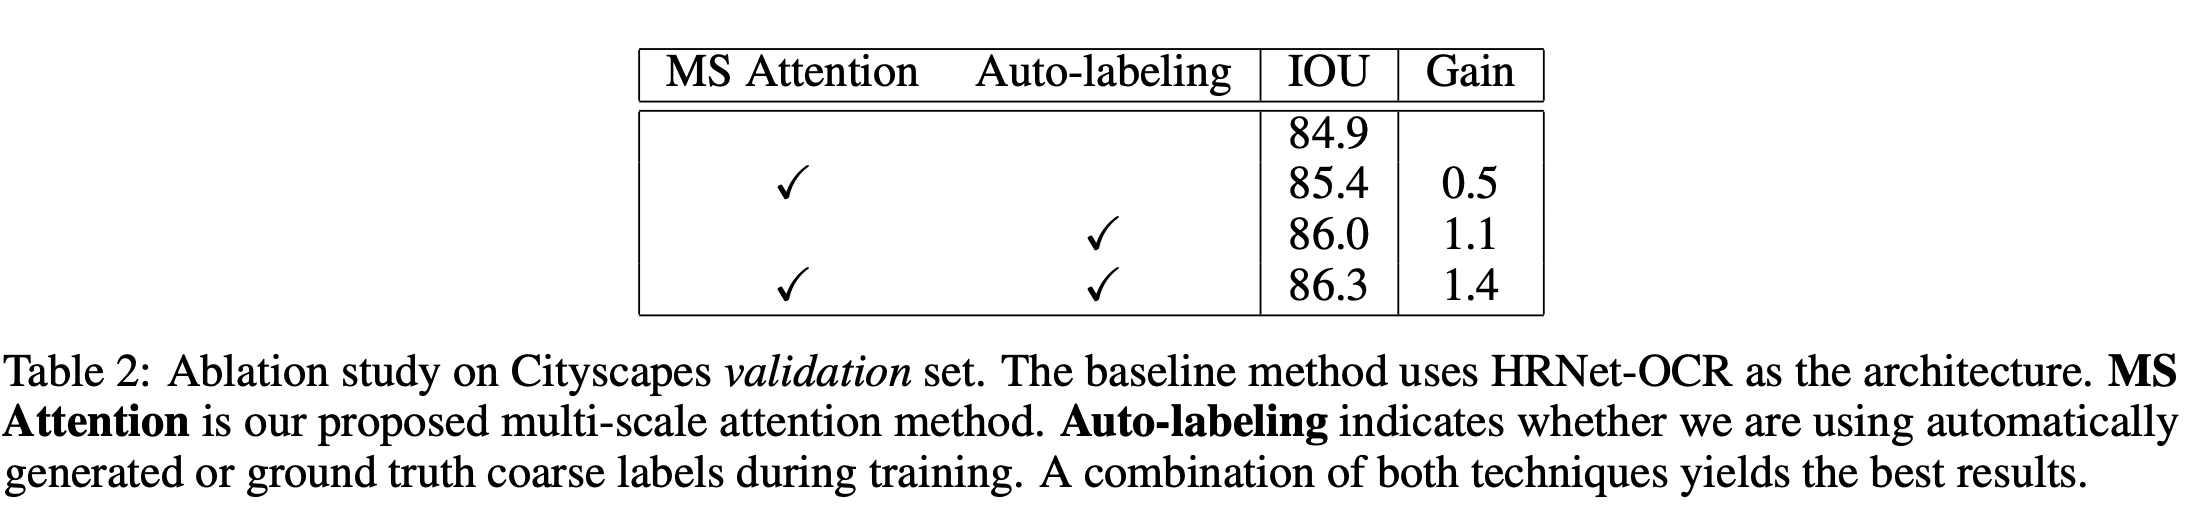 MS Attention Auto-labeling IOU Gain
84.9
✓ 85.4 0.5
✓ 86.0 1.1
✓ ✓ 86.3 1.4
Table 2: Ablation study on Cityscapes validation set. The baseline method uses HRNet-OCR as the architecture. MS
Attention is our proposed multi-scale attention method. Auto-labeling indicates whether we are using automatically
generated or ground truth coarse labels during training. A combination of both techniques yields the best results.